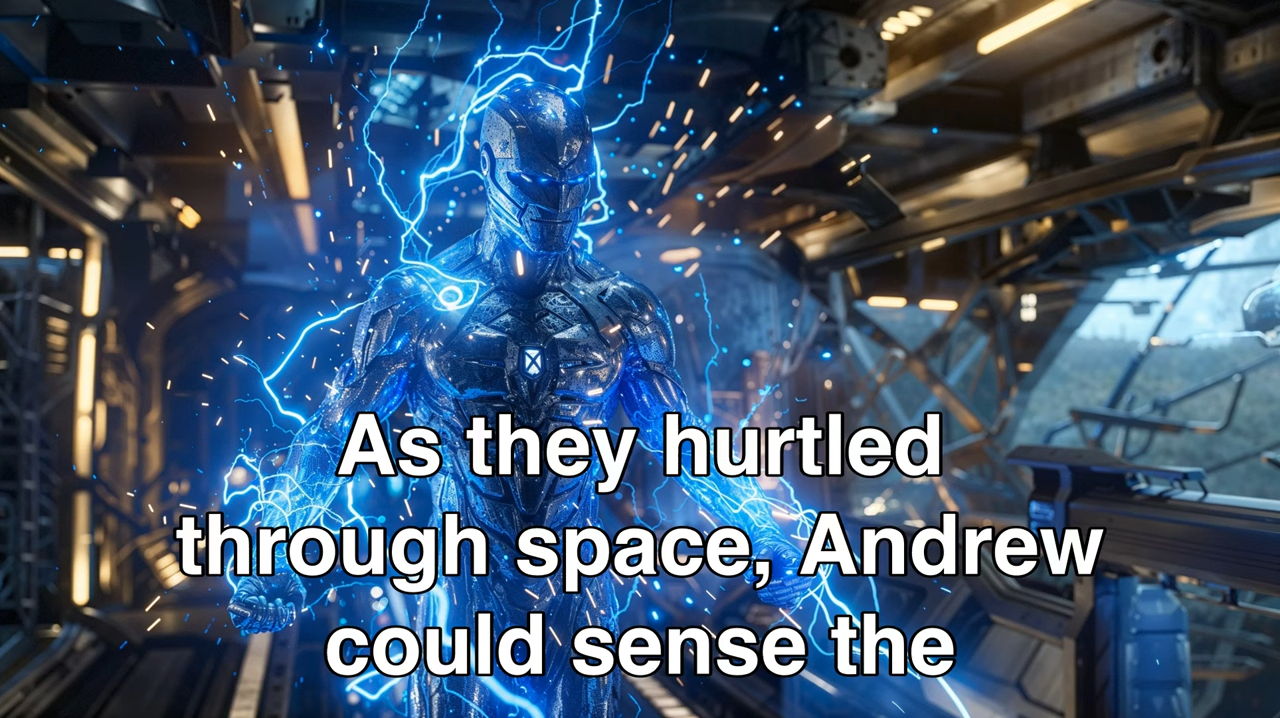 As they hurtled
through space, Andrew
could sense the